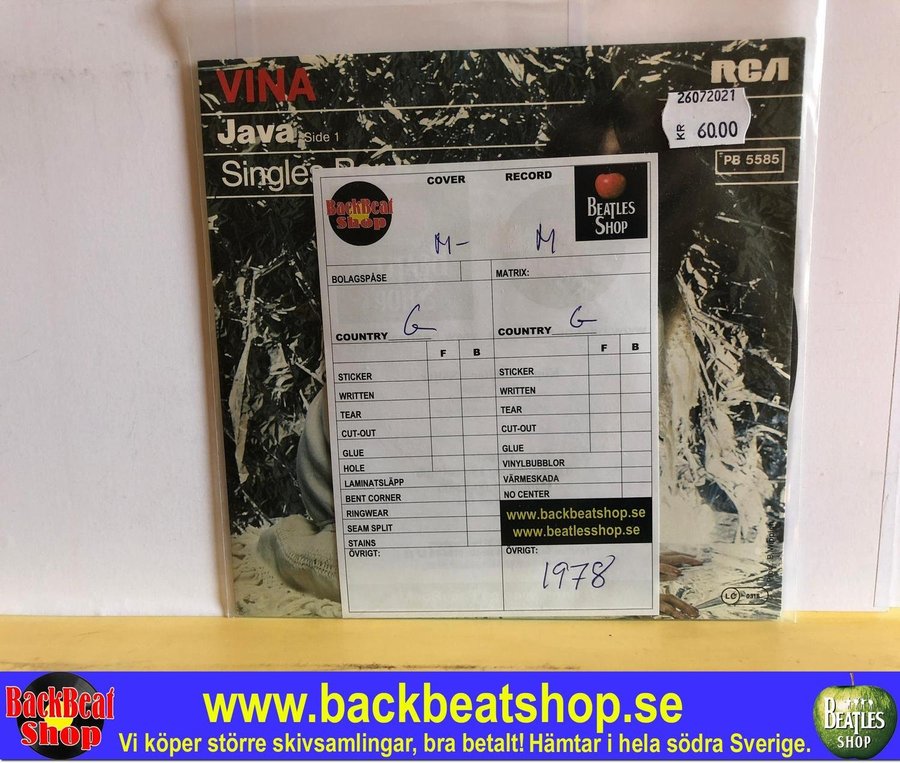 VINA
RCA
26072021
KR 60.00
Java Side 1
PB 5585
Singles
COVER RECORD
BackBeat Shop
BEATLES SHOP
M- M
BOLAGSPÅSE MATRIX:
G G
COUNTRY COUNTRY
F B F B
STICKER STICKER
WRITTEN WRITTEN
TEAR TEAR
CUT-OUT CUT-OUT
GLUE GLUE
HOLE VINYLBUBBLOR
LAMINATSLÄPP VÄRMESKADA
BENT CORNER NO CENTER
RINGWEAR www.backbeatshop.se
SEAM SPLIT www.beatlesshop.se
STAINS
ÖVRIGT: ÖVRIGT:
1978
LC
BackBeat Shop
www.backbeatshop.se
Vi köper större skivsamlingar, bra betalt! Hämtar i hela södra Sverige.
BEATLES SHOP